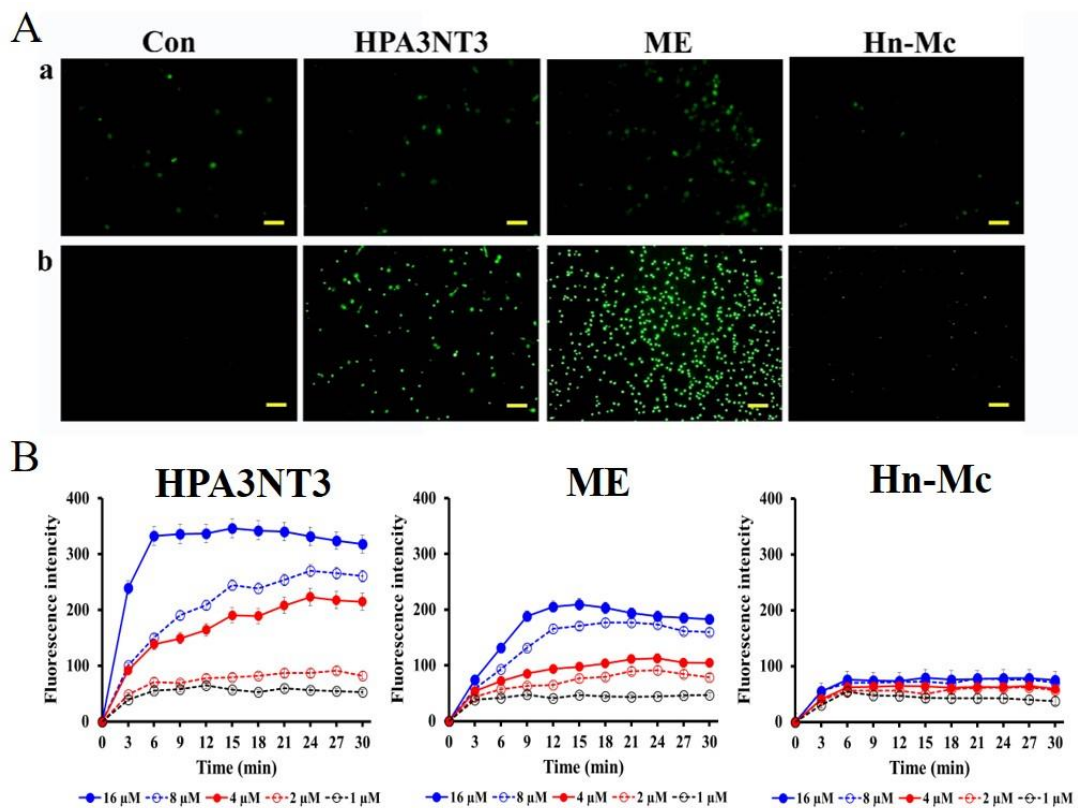 A
Con HPA3NT3 ME Hn-Mc
a
b
B
HPA3NT3
Fluorescence intencity
400
300
200
100
0
0 3 6 9 12 15 18 21 24 27 30
Time (min)
16 µM 8 µM 4 µM 2 µM 1 µM
ME
Fluorescence intencity
400
300
200
100
0
0 3 6 9 12 15 18 21 24 27 30
Time (min)
16 µM 8 µM 4 µM 2 µM 1 µM
Hn-Mc
Fluorescence intencity
400
300
200
100
0
0 3 6 9 12 15 18 21 24 27 30
Time (min)
16 µM 8 µM 4 µM 2 µM 1 µM